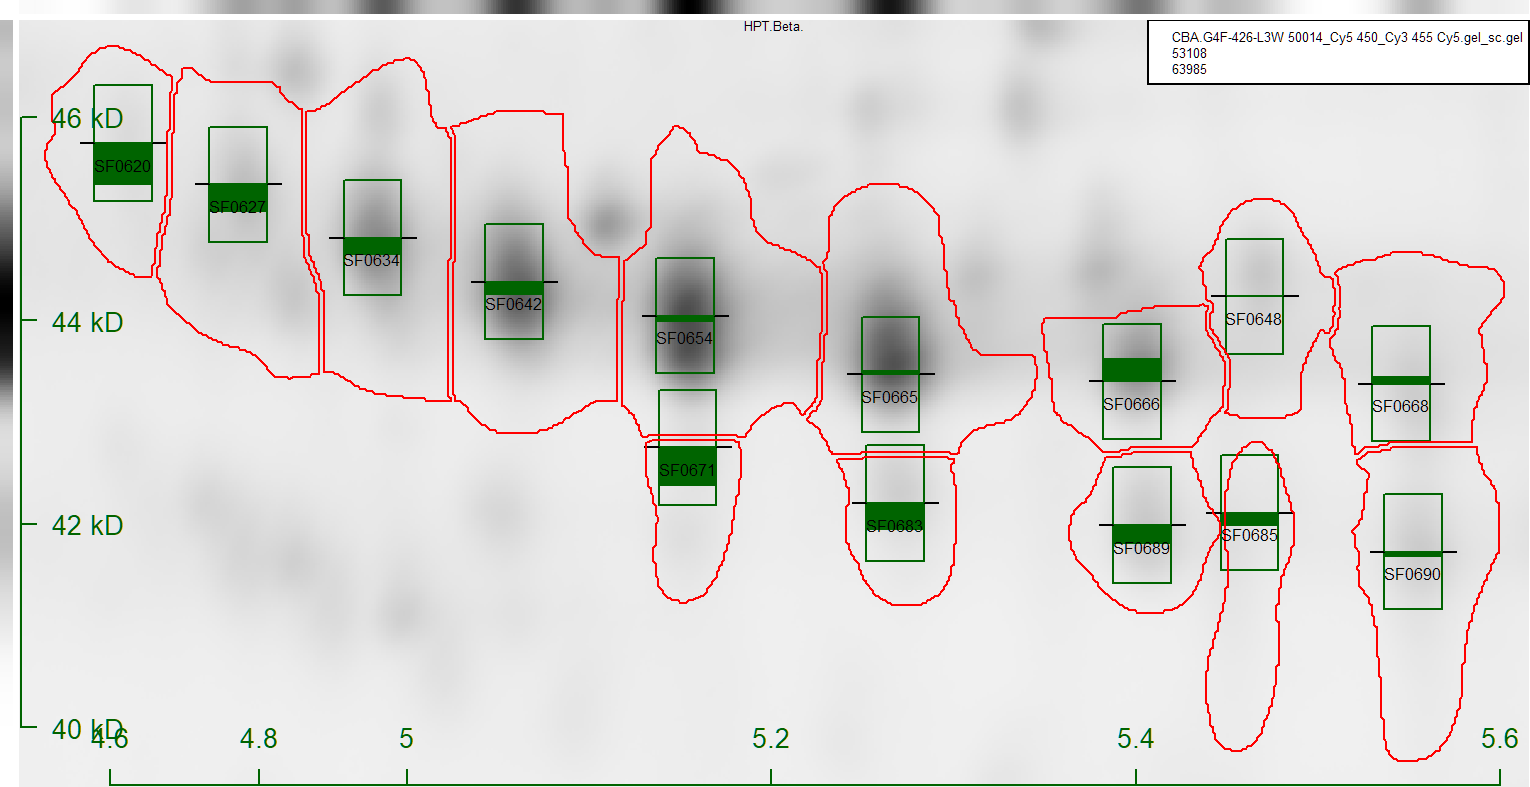 HPT.Beta.
CBA.G4F-426-L3W 50014_Cy5 450_Cy3 455 Cy5.gel_sc.gel
53108
63985
46 kD
SF0620
SF0627
SF0634
SF0642
44 kD
SF0654
SF0648
SF0665
SF0666
SF0668
SF0671
42 kD
SF0683
SF0685
SF0689
SF0690
40 kD
4.6 4.8 5 5.2 5.4 5.6